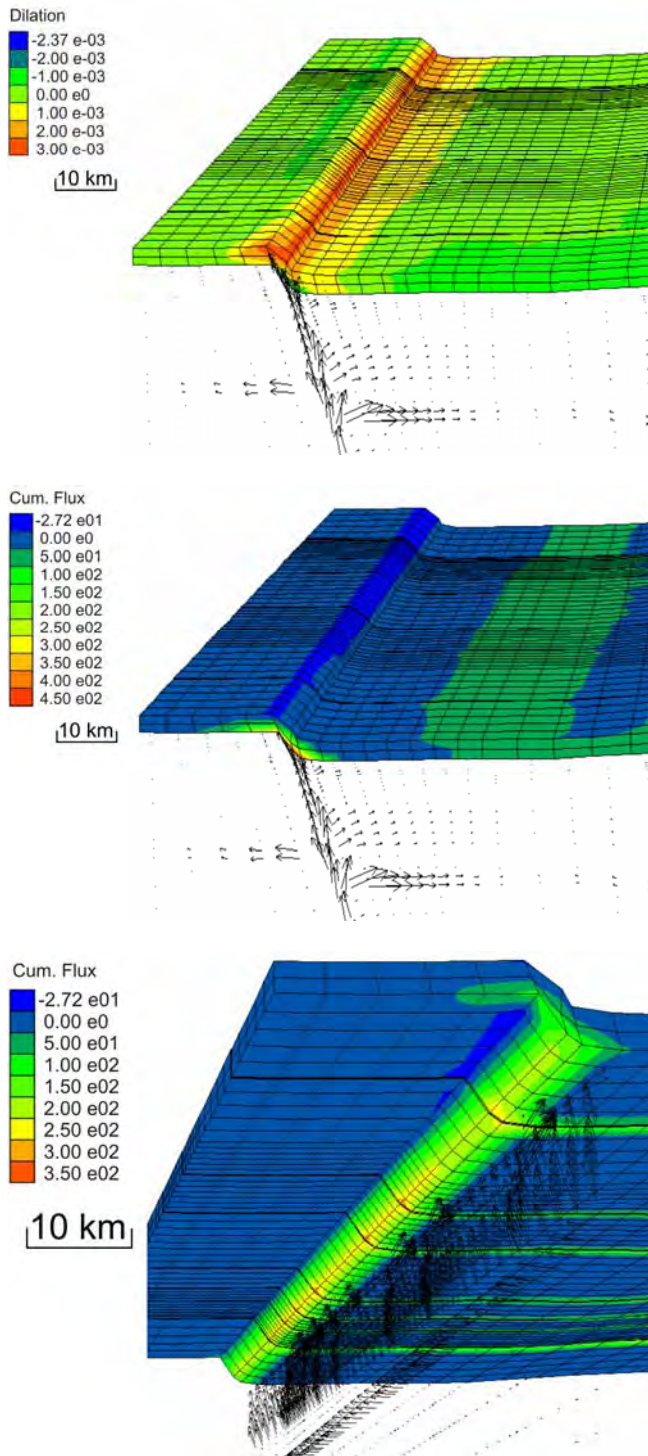 Dilation
-2.37 e-03
-2.00 e-03
-1.00 e-03
0.00 e0
1.00 e-03
2.00 e-03
3.00 e-03
10 km
Cum. Flux
-2.72 e01
0.00 e0
5.00 e01
1.00 e02
1.50 e02
2.00 e02
2.50 e02
3.00 e02
3.50 e02
4.00 e02
4.50 e02
10 km
Cum. Flux
-2.72 e01
0.00 e0
5.00 e01
1.00 e02
1.50 e02
2.00 e02
2.50 e02
3.00 e02
3.50 e02
10 km